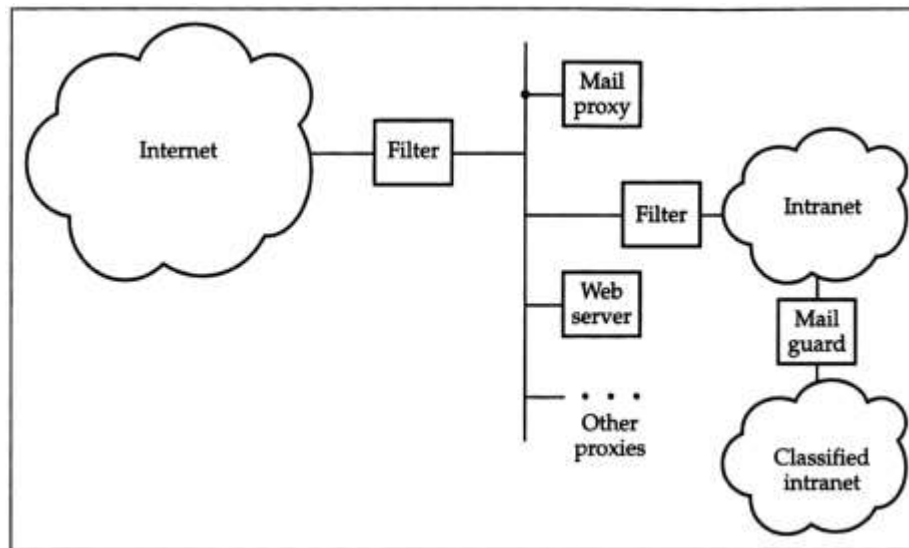 Internet
Filter
Mail
proxy
Filter
Intranet
Web
server
Mail
guard
. . . .
Other
proxies
Classified
intranet